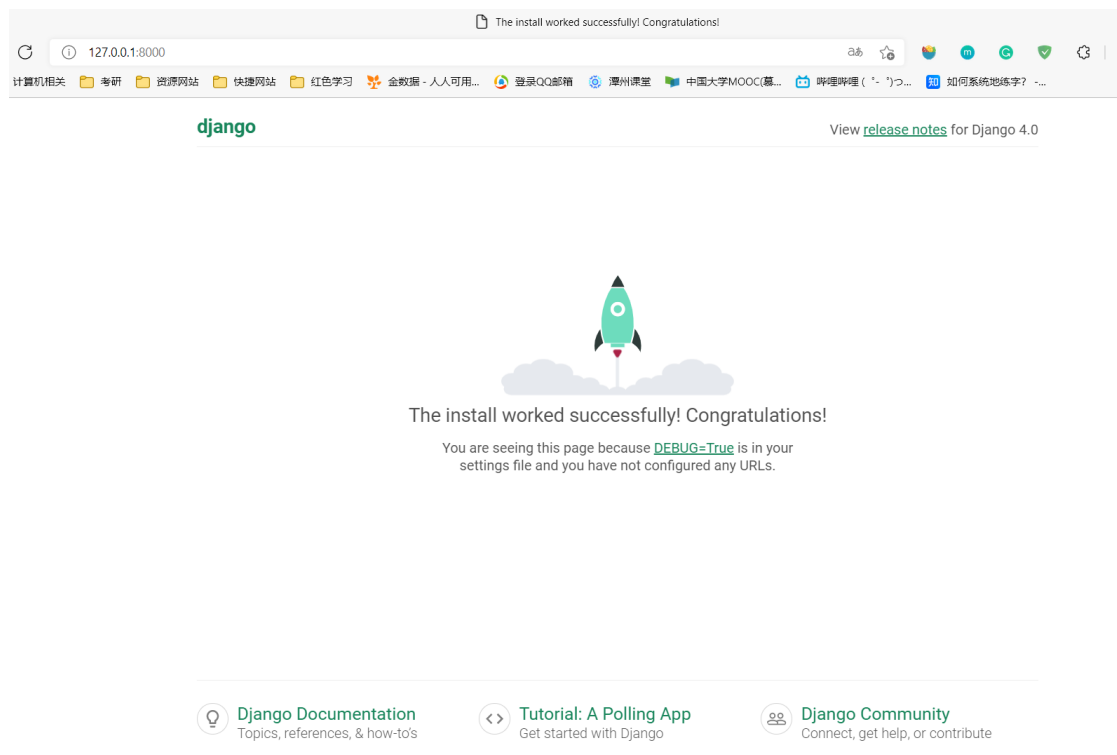 The install worked successfully! Congratulations!
127.0.0.1:8000
计算机相关 考研 资源网站 快捷网站 红色学习 金数据 - 人人可用... 登录QQ邮箱 潭州课堂 中国大学MOOC(慕... 哔哩哔哩 ( ゜- ゜)つ... 知 如何系统地练字? -...
django
View release notes for Django 4.0
The install worked successfully! Congratulations!
You are seeing this page because DEBUG=True is in your
settings file and you have not configured any URLs.
Django Documentation
Topics, references, & how-to's
Tutorial: A Polling App
Get started with Django
Django Community
Connect, get help, or contribute